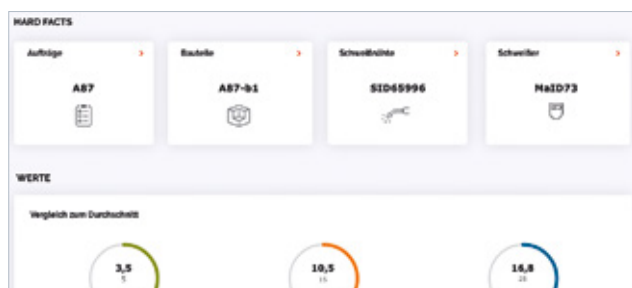 HARD FACTS
Aufträge > Bauteile > Schweißnähte > Schweißer >
A87 A87-b1 SID65996 MaID73
WERTE
Vergleich zum Durchschnitt
3,5 10,5 16,8
5 15